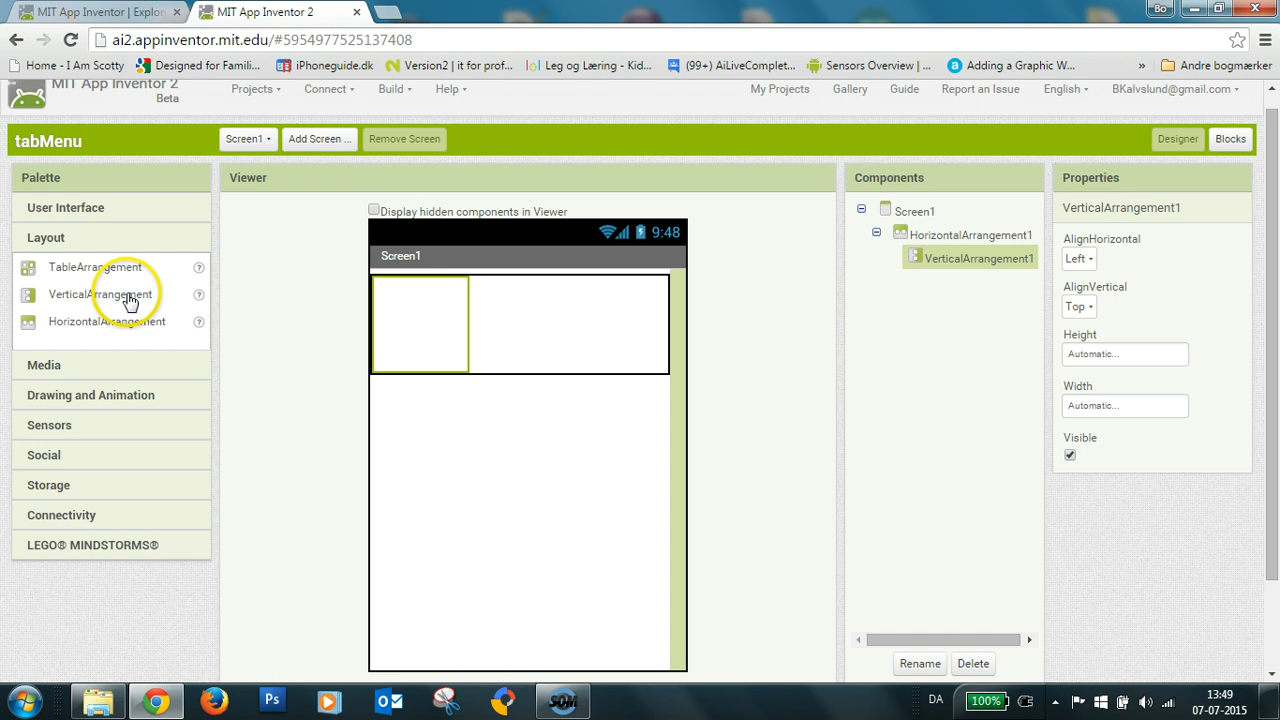 MIT App Inventor | Explor
MIT App Inventor 2
Bo
ai2.appinventor.mit.edu/#5954977525137408
Home - I Am Scotty
Designed for Famili...
iPhoneguide.dk
Version2 | it for prof...
Leg og Læring - Kid...
(99+) AiLiveComplet...
Sensors Overview | ...
Adding a Graphic W...
»
Andre bogmærker
MIT App Inventor 2
Beta
Projects
Connect
Build
Help
My Projects
Gallery
Guide
Report an Issue
English
BKalvslund@gmail.com
tabMenu
Screen1
Add Screen ...
Remove Screen
Designer
Blocks
Palette
User Interface
Layout
TableArrangement
?
VerticalArrangement
?
HorizontalArrangement
?
Media
Drawing and Animation
Sensors
Social
Storage
Connectivity
LEGO® MINDSTORMS®
Viewer
Display hidden components in Viewer
9:48
Screen1
Components
Screen1
HorizontalArrangement1
VerticalArrangement1
Rename
Delete
Properties
VerticalArrangement1
AlignHorizontal
Left
AlignVertical
Top
Height
Automatic...
Width
Automatic...
Visible
Ps
SOM
DA
100%
13:49
07-07-2015